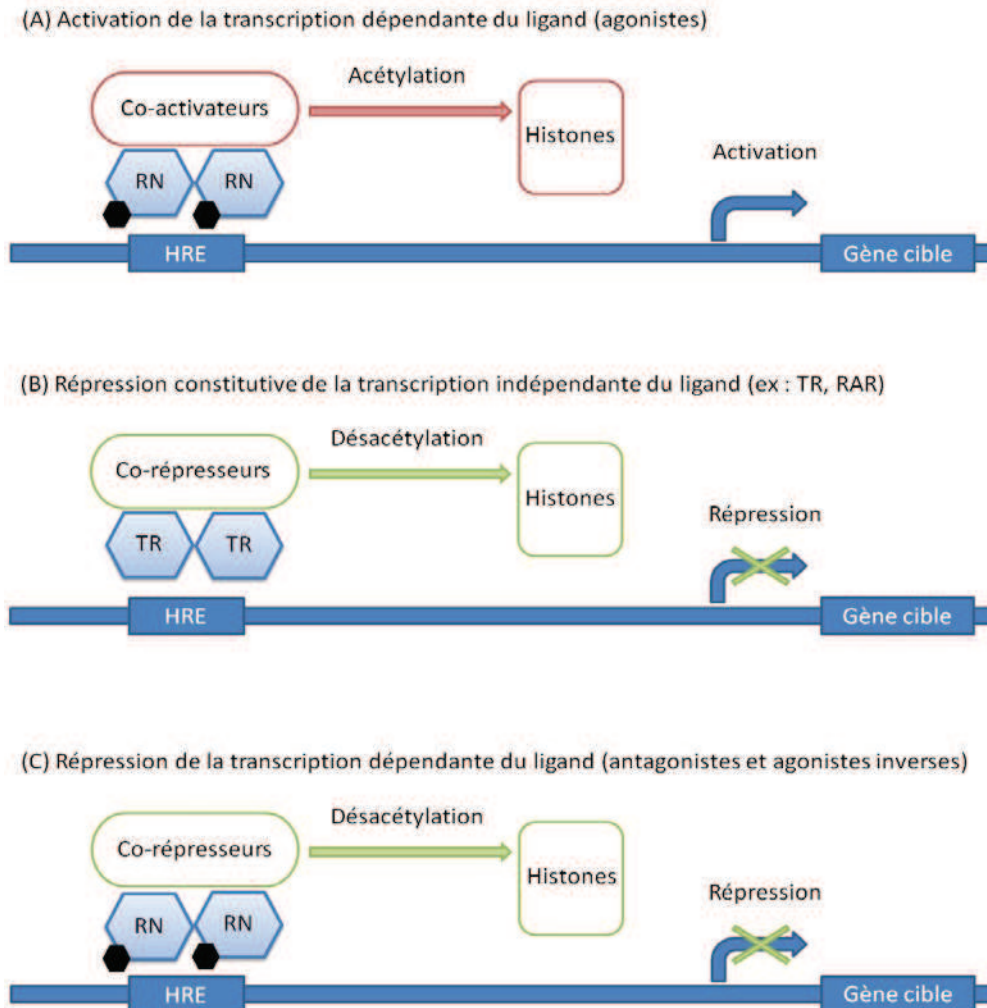 (A) Activation de la transcription dépendante du ligand (agonistes)
Acétylation
Co-activateurs
Histones
Activation
RN
RN
HRE
Gène cible
(B) Répression constitutive de la transcription indépendante du ligand (ex : TR, RAR)
Désacétylation
Co-répresseurs
Histones
Répression
TR
TR
HRE
Gène cible
(C) Répression de la transcription dépendante du ligand (antagonistes et agonistes inverses)
Désacétylation
Co-répresseurs
Histones
Répression
RN
RN
HRE
Gène cible